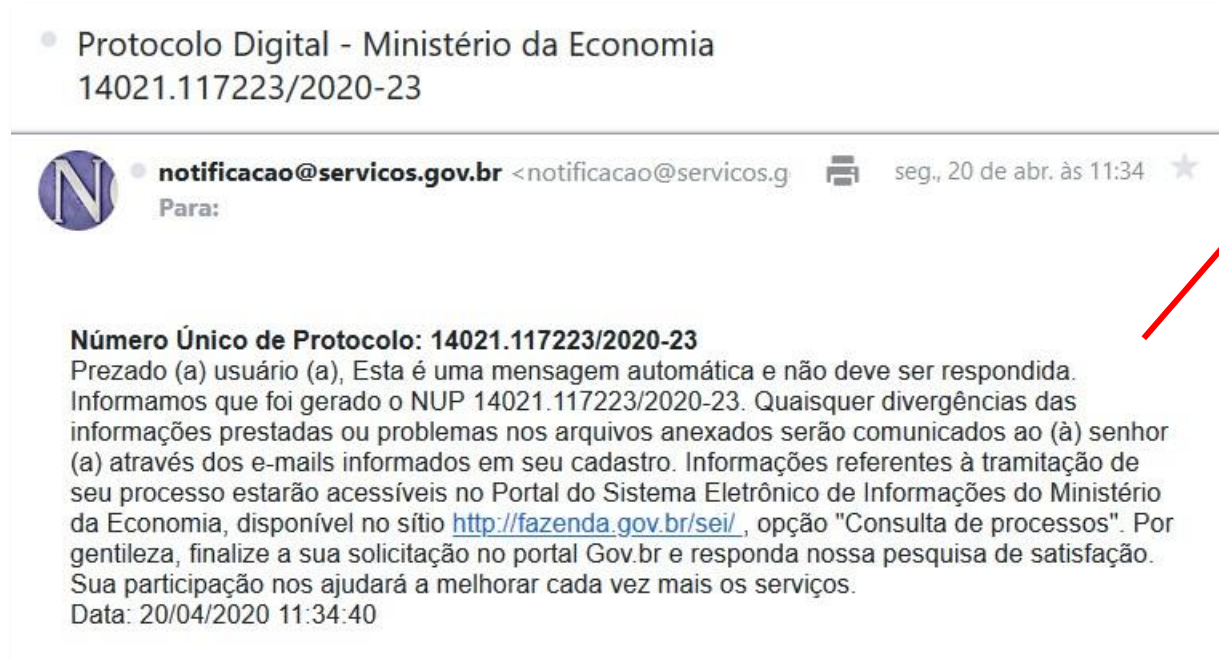 Protocolo Digital - Ministério da Economia
14021.117223/2020-23
N notificacao@servicos.gov.br <notificacao@servicos.g seg., 20 de abr. às 11:34
Para:
Número Único de Protocolo: 14021.117223/2020-23
Prezado (a) usuário (a), Esta é uma mensagem automática e não deve ser respondida.
Informamos que foi gerado o NUP 14021.117223/2020-23. Quaisquer divergências das
informações prestadas ou problemas nos arquivos anexados serão comunicados ao (à) senhor
(a) através dos e-mails informados em seu cadastro. Informações referentes à tramitação de
seu processo estarão acessíveis no Portal do Sistema Eletrônico de Informações do Ministério
da Economia, disponível no sítio http://fazenda.gov.br/sei/ , opção "Consulta de processos". Por
gentileza, finalize a sua solicitação no portal Gov.br e responda nossa pesquisa de satisfação.
Sua participação nos ajudará a melhorar cada vez mais os serviços.
Data: 20/04/2020 11:34:40